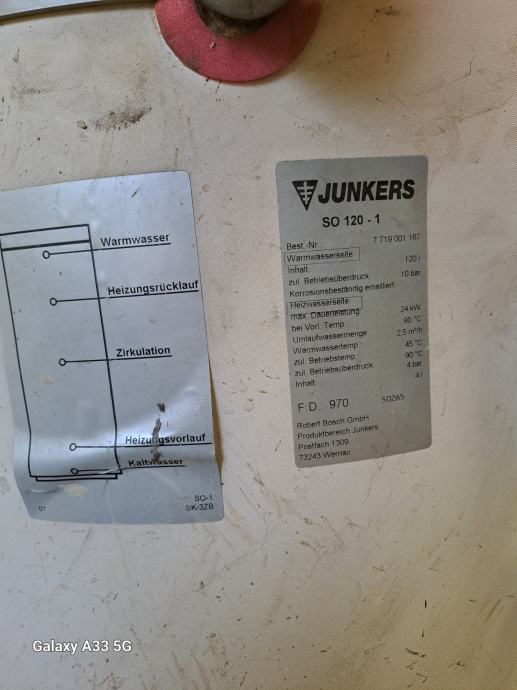 Warmwasser
Heizungsrücklauf
Zirkulation
Heizungsvorlauf
Kaltwasser
01
SO-1
SK-3ZB
JUNKERS
SO 120 - 1
Best.-Nr. 7 719 001 167
Warmwasserseite
Inhalt 120 l
zul. Betriebsüberdruck 10 bar
Korrosionsbeständig emailliert
Heizwasserseite
max. Dauerleistung 24 kW
bei Vorl. Temp. 90 °C
Umlaufwassermenge 2,5 m³/h
Warmwassertemp 45 °C
zul. Betriebstemp. 90 °C
zul. Betriebsüberdruck 4 bar
Inhalt 4 l
F.D. 970 50265
Robert Bosch GmbH
Produktbereich Junkers
Postfach 1309
73243 Wernau
Galaxy A33 5G